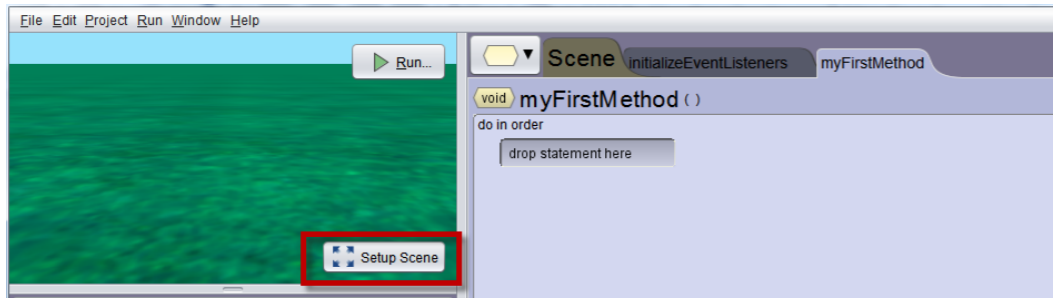 File Edit Project Run Window Help
Run...
Setup Scene
Scene initializeEventListeners myFirstMethod
void myFirstMethod ( )
do in order
drop statement here